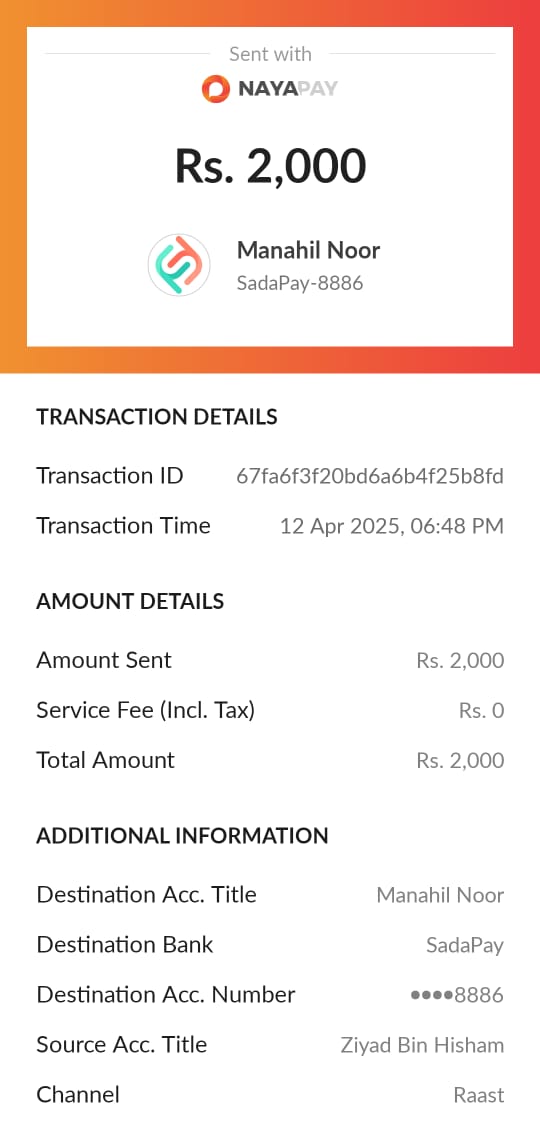 Sent with
NAYAPAY
Rs. 2,000
Manahil Noor
SadaPay-8886
TRANSACTION DETAILS
Transaction ID 67fa6f3f20bd6a6b4f25b8fd
Transaction Time 12 Apr 2025, 06:48 PM
AMOUNT DETAILS
Amount Sent Rs. 2,000
Service Fee (Incl. Tax) Rs. 0
Total Amount Rs. 2,000
ADDITIONAL INFORMATION
Destination Acc. Title Manahil Noor
Destination Bank SadaPay
Destination Acc. Number ••••8886
Source Acc. Title Ziyad Bin Hisham
Channel Raast